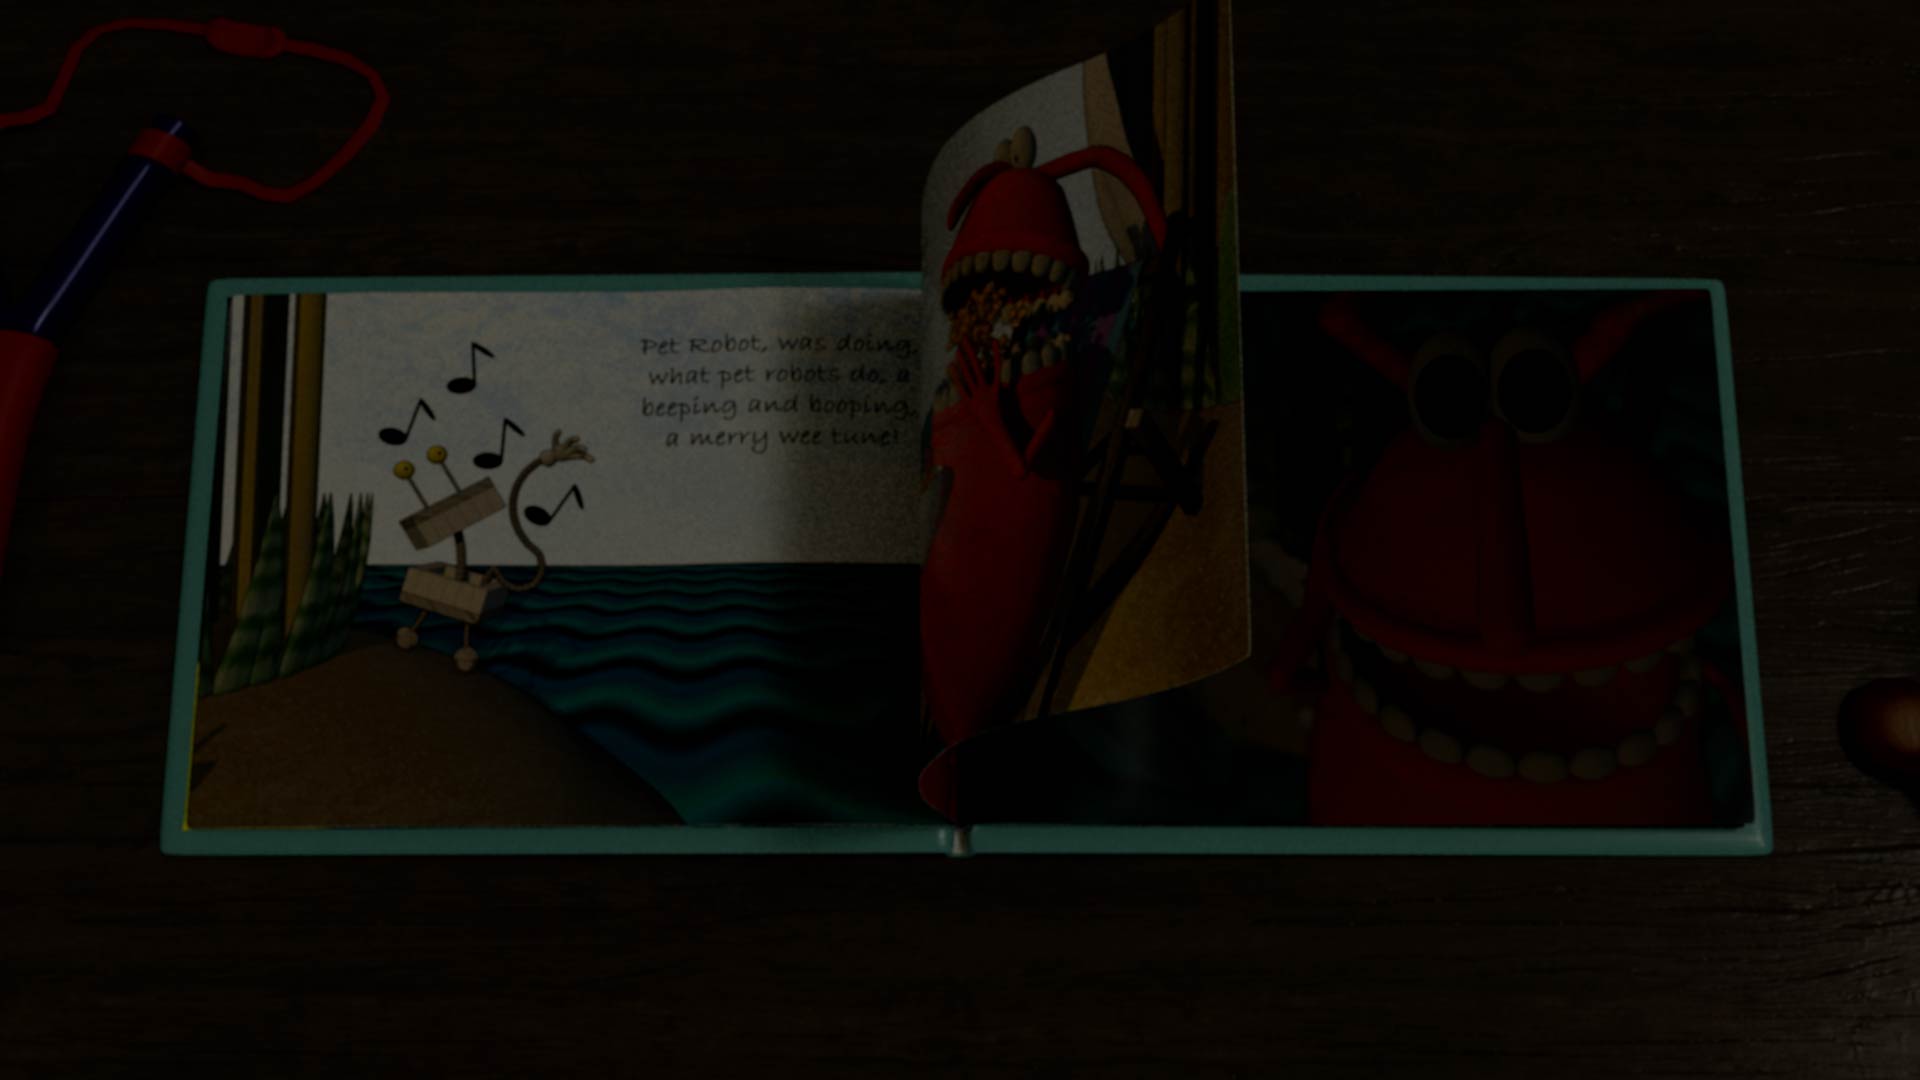 Pet Robot, was doing,
what pet robots do, a
beeping and booping,
a merry wee tune!